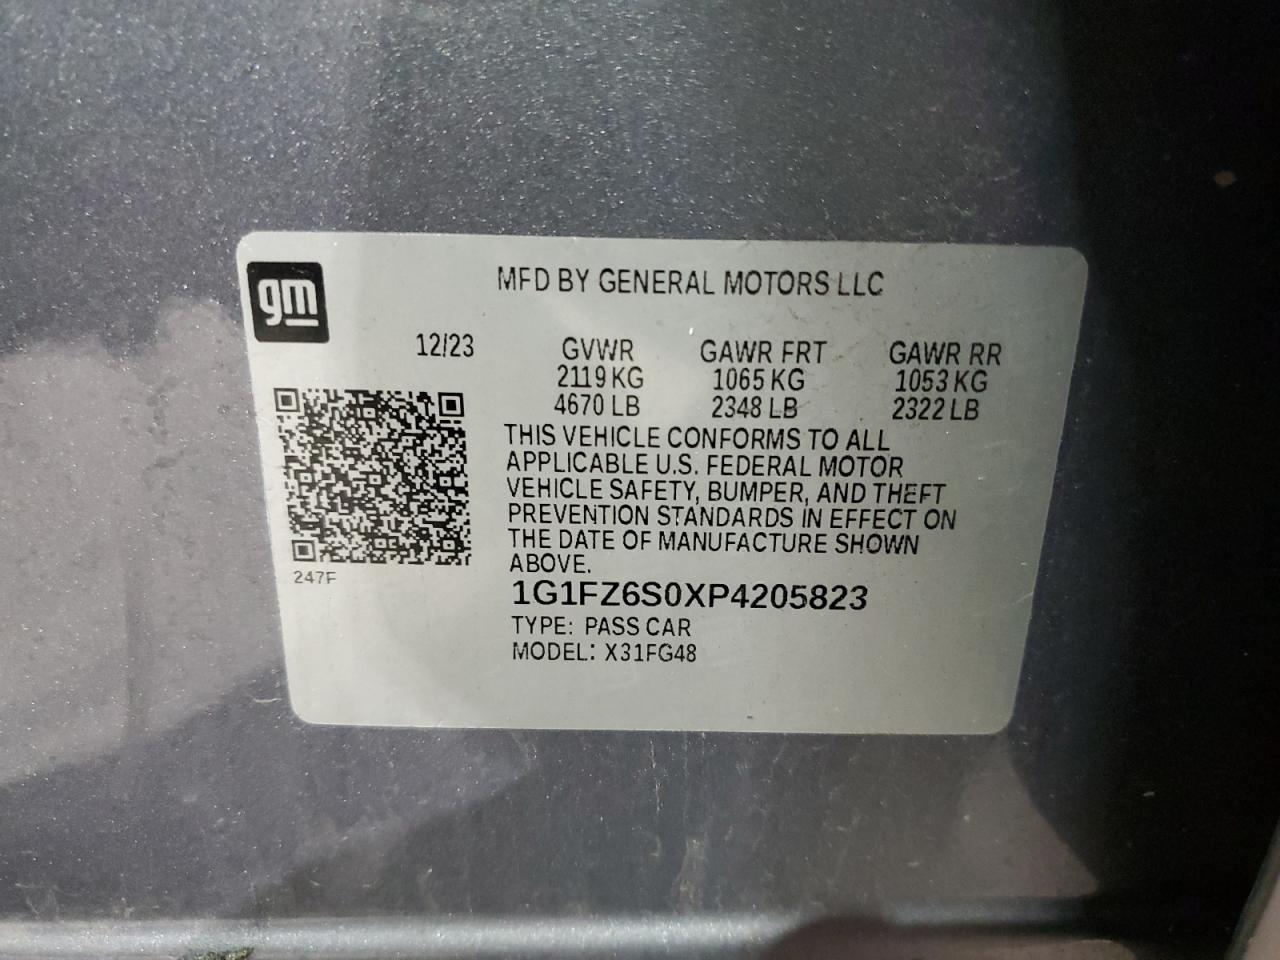 gm
MFD BY GENERAL MOTORS LLC
12/23 GVWR GAWR FRT GAWR RR
2119 KG 1065 KG 1053 KG
4670 LB 2348 LB 2322 LB
THIS VEHICLE CONFORMS TO ALL
APPLICABLE U.S. FEDERAL MOTOR
VEHICLE SAFETY, BUMPER, AND THEFT
PREVENTION STANDARDS IN EFFECT ON
THE DATE OF MANUFACTURE SHOWN
ABOVE.
247F
1G1FZ6S0XP4205823
TYPE: PASS CAR
MODEL: X31FG48